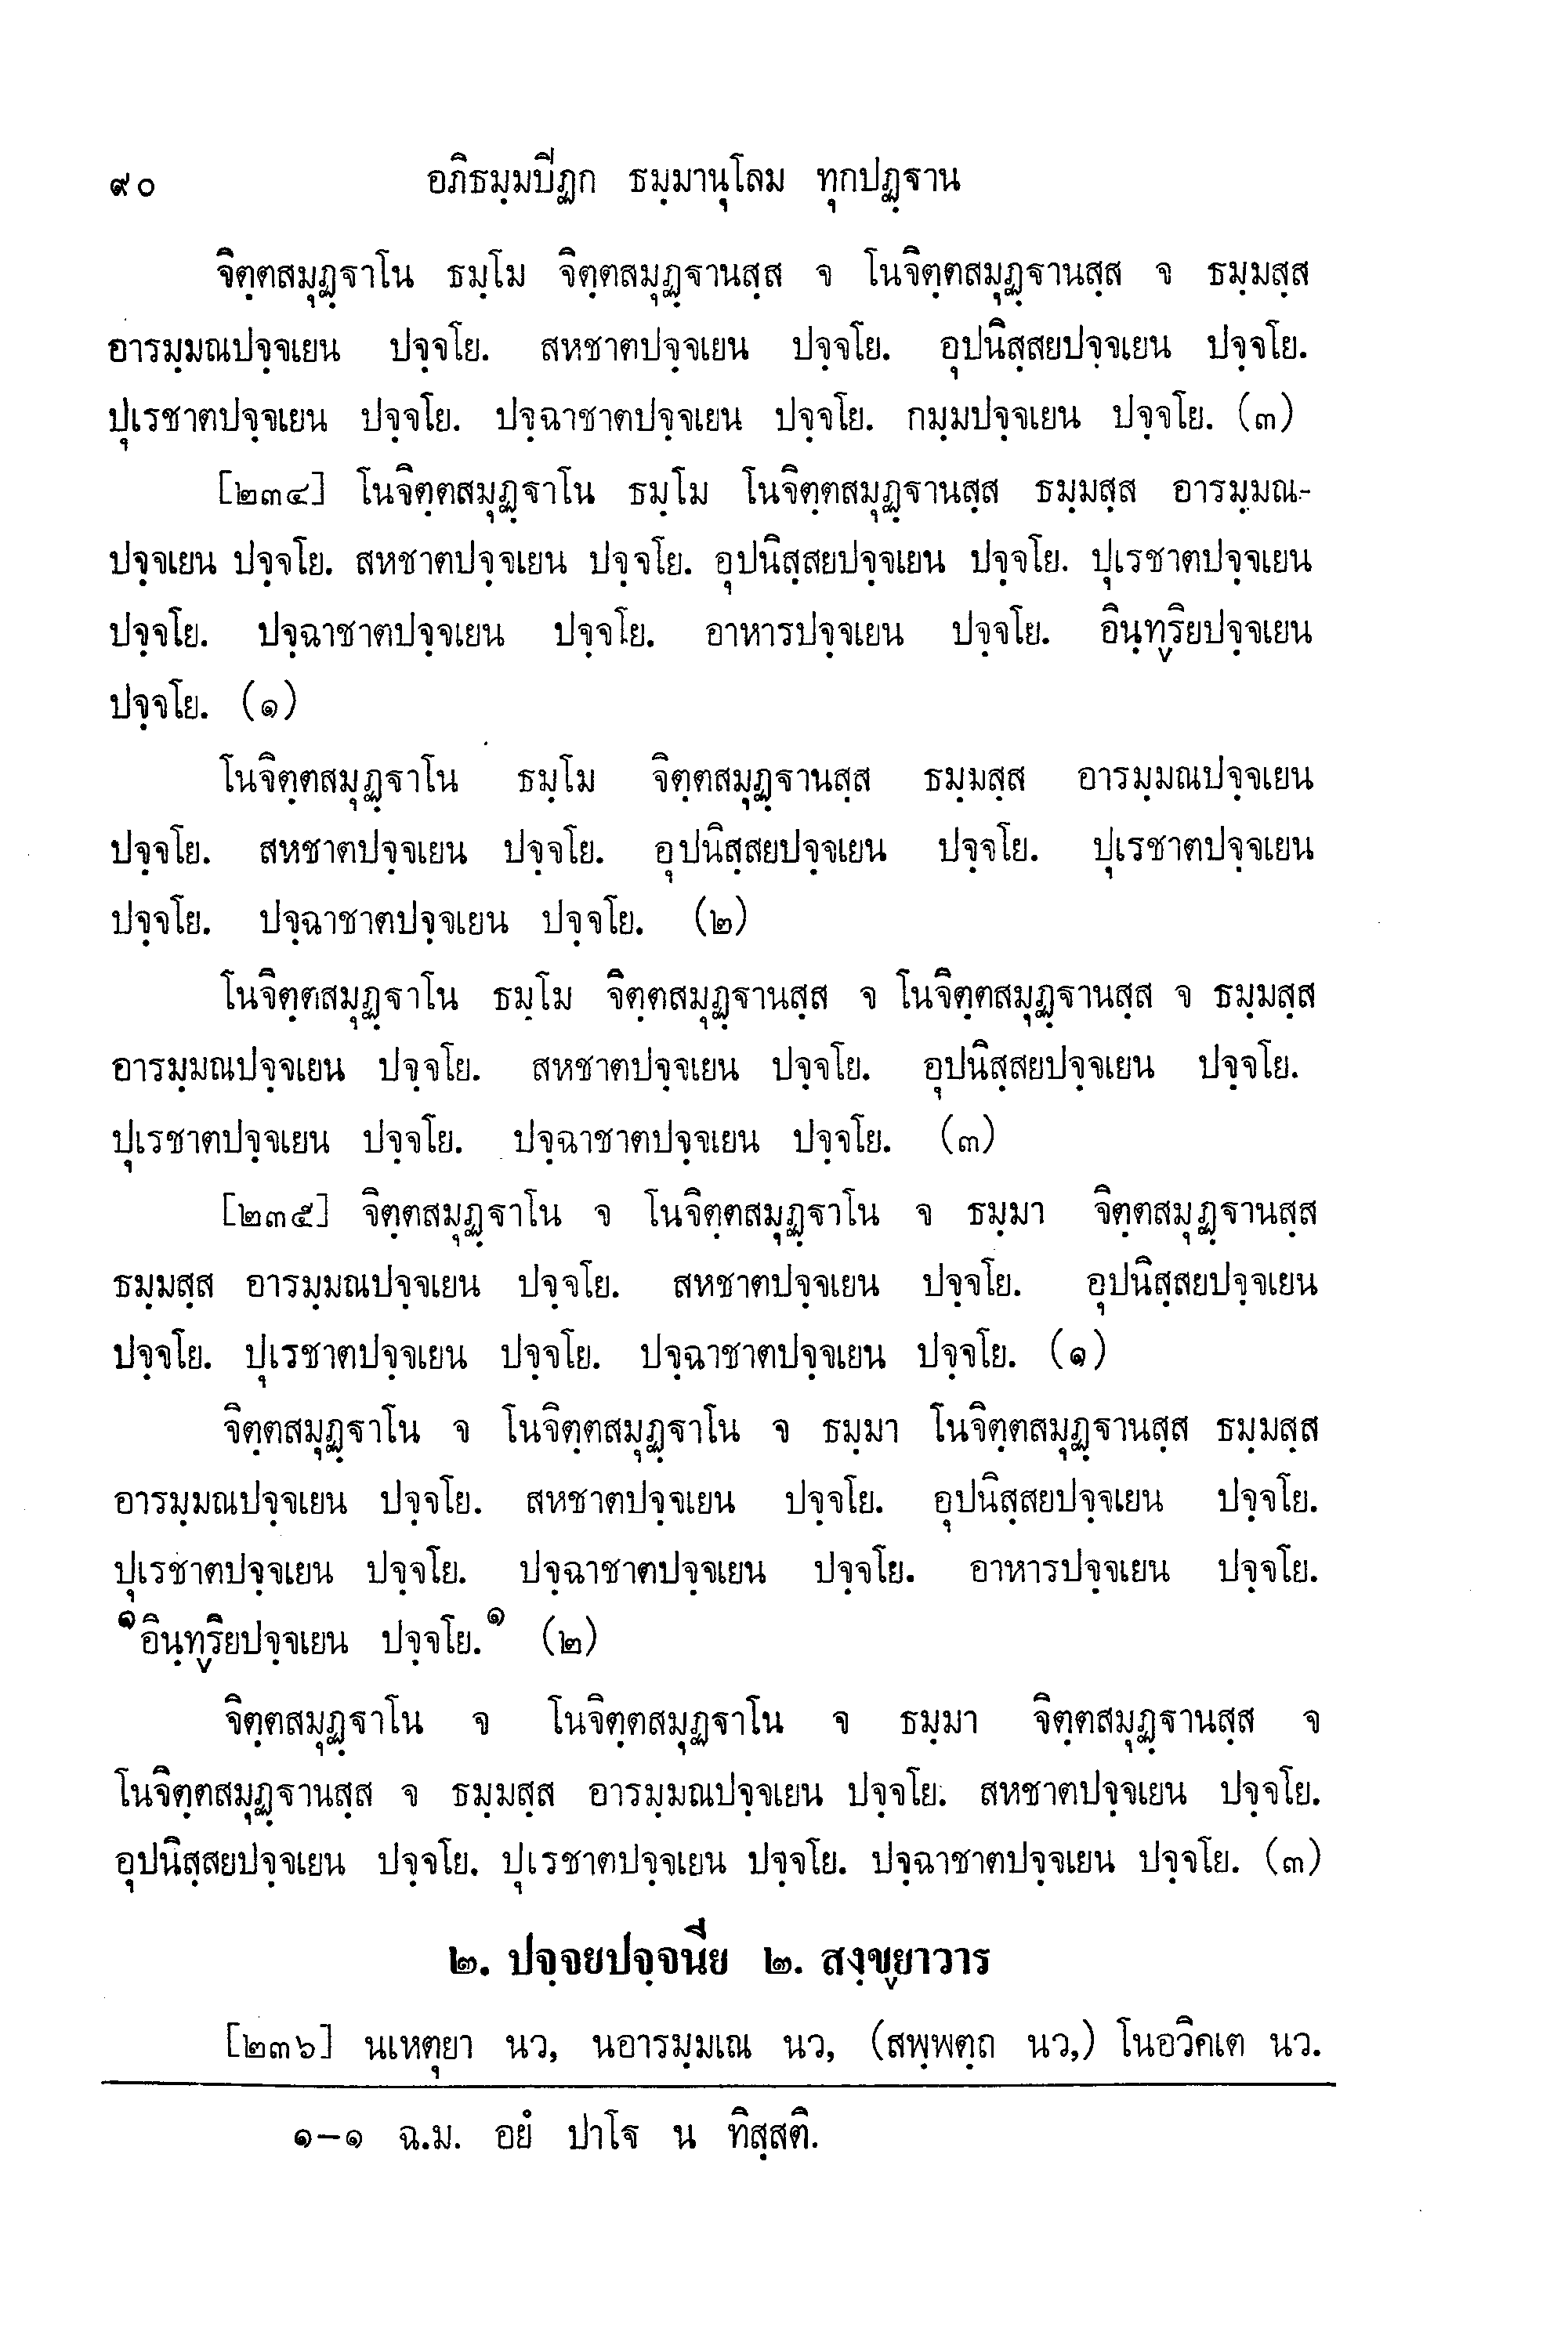 ๙๐ อภิธมฺมปิฏก ธมฺมานุโลม ทุกปฏฺฐาน
จิตฺตสมุฏฺฐาโน ธมฺโม จิตฺตสมุฏฺฐานสฺส จ โนจิตฺตสมุฏฺฐานสฺส จ ธมฺมสฺส
อารมฺมณปจฺจเยน ปจฺจโย. สหชาตปจฺจเยน ปจฺจโย. อุปนิสฺสยปจฺจเยน ปจฺจโย.
ปุเรชาตปจฺจเยน ปจฺจโย. ปจฺฉาชาตปจฺจเยน ปจฺจโย. กมฺมปจฺจเยน ปจฺจโย. (๓)
[๒๓๔] โนจิตฺตสมุฏฺฐาโน ธมฺโม โนจิตฺตสมุฏฺฐานสฺส ธมฺมสฺส อารมฺมณ-
ปจฺจเยน ปจฺจโย. สหชาตปจฺจเยน ปจฺจโย. อุปนิสฺสยปจฺจเยน ปจฺจโย. ปุเรชาตปจฺจเยน
ปจฺจโย. ปจฺฉาชาตปจฺจเยน ปจฺจโย. อาหารปจฺจเยน ปจฺจโย. อินฺทฺริยปจฺจเยน
ปจฺจโย. (๑)
โนจิตฺตสมุฏฺฐาโน ธมฺโม จิตฺตสมุฏฺฐานสฺส ธมฺมสฺส อารมฺมณปจฺจเยน
ปจฺจโย. สหชาตปจฺจเยน ปจฺจโย. อุปนิสฺสยปจฺจเยน ปจฺจโย. ปุเรชาตปจฺจเยน
ปจฺจโย. ปจฺฉาชาตปจฺจเยน ปจฺจโย. (๒)
โนจิตฺตสมุฏฺฐาโน ธมฺโม จิตฺตสมุฏฺฐานสฺส จ โนจิตฺตสมุฏฺฐานสฺส จ ธมฺมสฺส
อารมฺมณปจฺจเยน ปจฺจโย. สหชาตปจฺจเยน ปจฺจโย. อุปนิสฺสยปจฺจเยน ปจฺจโย.
ปุเรชาตปจฺจเยน ปจฺจโย. ปจฺฉาชาตปจฺจเยน ปจฺจโย. (๓)
[๒๓๕] จิตฺตสมุฏฺฐาโน จ โนจิตฺตสมุฏฺฐาโน จ ธมฺมา จิตฺตสมุฏฺฐานสฺส
ธมฺมสฺส อารมฺมณปจฺจเยน ปจฺจโย. สหชาตปจฺจเยน ปจฺจโย. อุปนิสฺสยปจฺจเยน
ปจฺจโย. ปุเรชาตปจฺจเยน ปจฺจโย. ปจฺฉาชาตปจฺจเยน ปจฺจโย. (๑)
จิตฺตสมุฏฺฐาโน จ โนจิตฺตสมุฏฺฐาโน จ ธมฺมา โนจิตฺตสมุฏฺฐานสฺส ธมฺมสฺส
อารมฺมณปจฺจเยน ปจฺจโย. สหชาตปจฺจเยน ปจฺจโย. อุปนิสฺสยปจฺจเยน ปจฺจโย.
ปุเรชาตปจฺจเยน ปจฺจโย. ปจฺฉาชาตปจฺจเยน ปจฺจโย. อาหารปจฺจเยน ปจฺจโย.
๑อินฺทฺริยปจฺจเยน ปจฺจโย.๑ (๒)
จิตฺตสมุฏฺฐาโน จ โนจิตฺตสมุฏฺฐาโน จ ธมฺมา จิตฺตสมุฏฺฐานสฺส จ
โนจิตฺตสมุฏฺฐานสฺส จ ธมฺมสฺส อารมฺมณปจฺจเยน ปจฺจโย. สหชาตปจฺจเยน ปจฺจโย.
อุปนิสฺสยปจฺจเยน ปจฺจโย. ปุเรชาตปจฺจเยน ปจฺจโย. ปจฺฉาชาตปจฺจเยน ปจฺจโย. (๓)
๒. ปจฺจยปจฺจนีย ๒. สงฺขฺยาวาร
[๒๓๖] นเหตุยา นว, นอารมฺมเณ นว, (สพฺพตฺถ นว,) โนอวิคเต นว.
๑-๑ ฉ.ม. อยํ ปาโฐ น ทิสฺสติ.